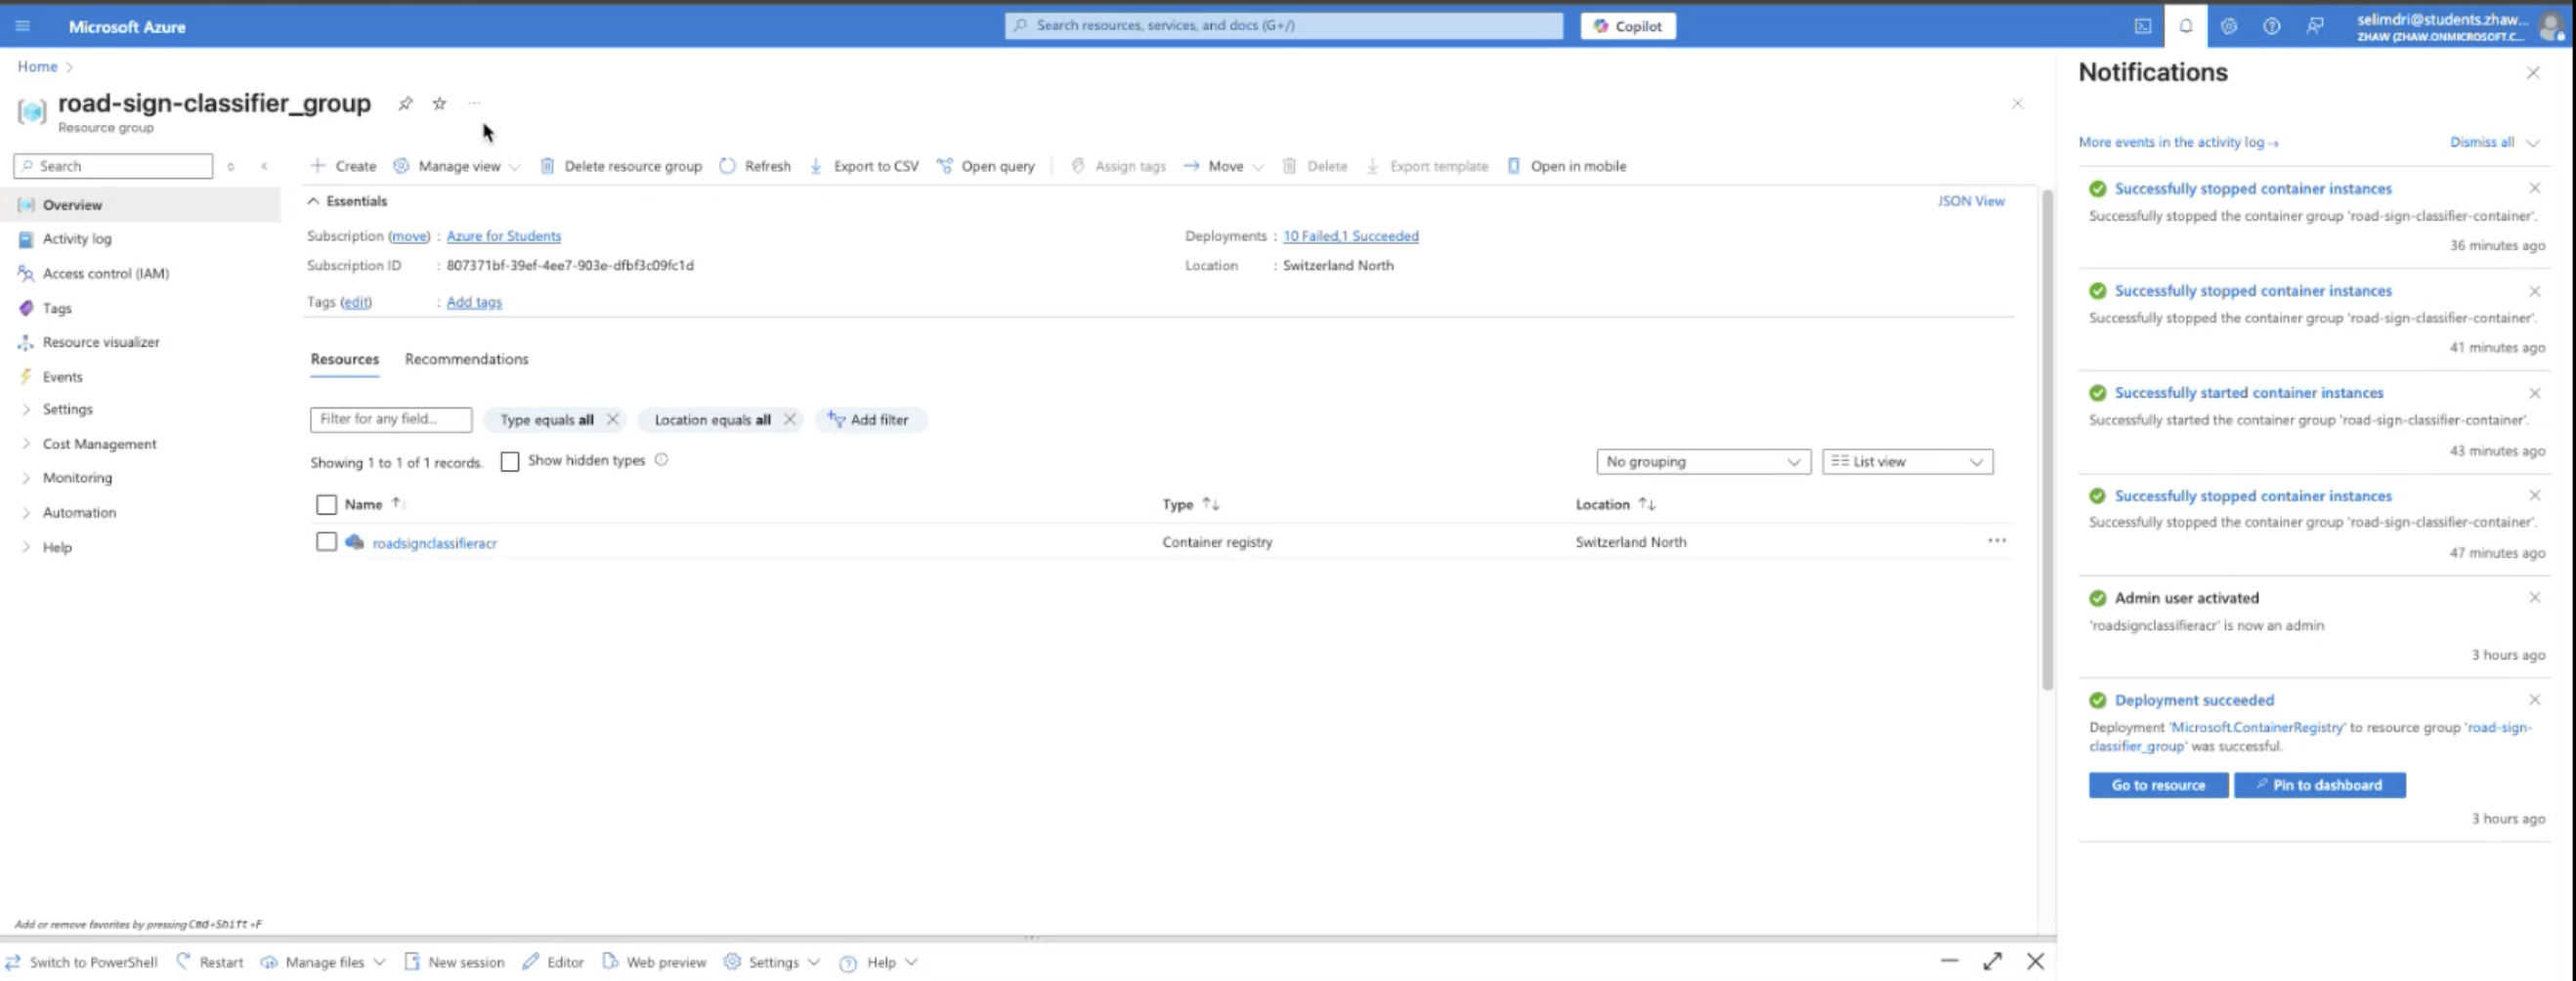 Microsoft Azure
Search resources, services, and docs (G+/)
Copilot
selimdri@students.zhaw...
ZHAW (ZHAW.ONMICROSOFT.C...
Home
road-sign-classifier_group
Resource group
Search
Overview
Activity log
Access control (IAM)
Tags
Resource visualizer
Events
Settings
Cost Management
Monitoring
Automation
Help
Add or remove favorites by pressing Cmd+Shift+F
Create Manage view Delete resource group Refresh Export to CSV Open query Assign tags Move Delete Export template Open in mobile
Essentials
JSON View
Subscription (move) : Azure for Students
Subscription ID : 807371bf-39ef-4ee7-903e-dfbf3c09fc1d
Tags (edit) : Add tags
Deployments : 10 Failed,1 Succeeded
Location : Switzerland North
Resources Recommendations
Filter for any field... Type equals all Location equals all Add filter
Showing 1 to 1 of 1 records. Show hidden types No grouping List view
Name Type Location
roadsignclassifieracr Container registry Switzerland North
Switch to PowerShell Restart Manage files New session Editor Web preview Settings Help
Notifications
More events in the activity log → Dismiss all
Successfully stopped container instances
Successfully stopped the container group 'road-sign-classifier-container'.
36 minutes ago
Successfully stopped container instances
Successfully stopped the container group 'road-sign-classifier-container'.
41 minutes ago
Successfully started container instances
Successfully started the container group 'road-sign-classifier-container'.
43 minutes ago
Successfully stopped container instances
Successfully stopped the container group 'road-sign-classifier-container'.
47 minutes ago
Admin user activated
'roadsignclassifieracr' is now an admin
3 hours ago
Deployment succeeded
Deployment 'Microsoft.ContainerRegistry' to resource group 'road-sign-
classifier_group' was successful.
Go to resource Pin to dashboard
3 hours ago